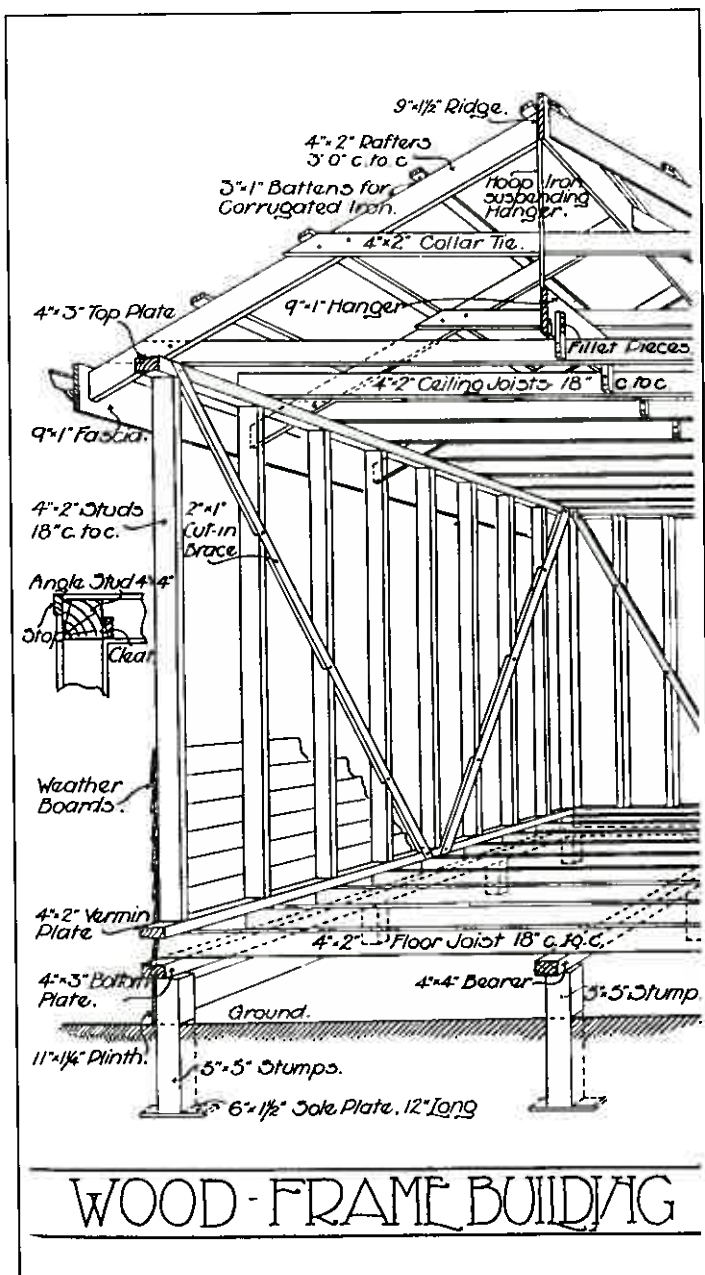 9"×1½" Ridge.
4"×2" Rafters
3'0" c. to c
3"×1" Battens for
Corrugated Iron.
Hoop Iron
suspending
Hanger.
4"×2" Collar Tie.
9"×1" Hanger
4"×3" Top Plate
Fillet Pieces
4"×2" Ceiling Joists 18" c. to c
9"×1" Fascia.
4"×2" Studs
18" c. to c.
2"×1"
Cut-in
Brace
Angle Stud 4"×4"
Stop
Cleat
Weather
Boards.
4"×2" Vermin
Plate
4"×2" Floor Joist 18" c. to c.
4"×3" Bottom
Plate.
4"×4" Bearer
5"×5" Stump.
Ground.
11"×1¼" Plinth.
5"×5" Stumps.
6"×1½" Sole Plate, 12" Long
WOOD-FRAME BUILDING